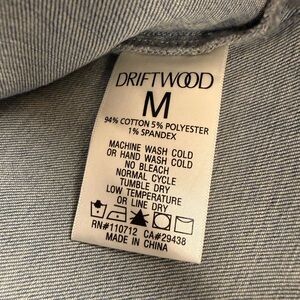 DRIFTWOOD
M
94% COTTON 5% POLYESTER
1% SPANDEX
MACHINE WASH COLD
OR HAND WASH COLD
NO BLEACH
NORMAL CYCLE
TUMBLE DRY
LOW TEMPERATURE
OR LINE DRY
RN#110712 CA#29438
MADE IN CHINA